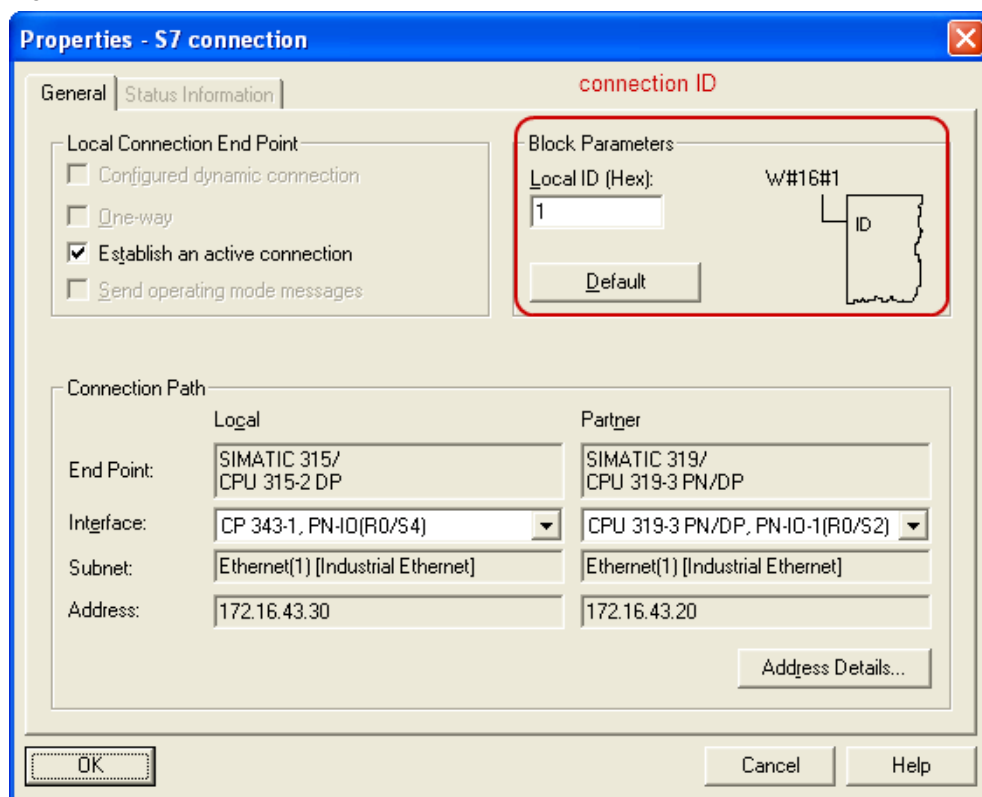 Properties - S7 connection
General
Status Information
connection ID
Local Connection End Point
Configured dynamic connection
One-way
Establish an active connection
Send operating mode messages
Block Parameters
Local ID (Hex):
W#16#1
1
ID
Default
Connection Path
Local
Partner
End Point:
SIMATIC 315/
CPU 315-2 DP
SIMATIC 319/
CPU 319-3 PN/DP
Interface:
CP 343-1, PN-IO(R0/S4)
CPU 319-3 PN/DP, PN-IO-1(R0/S2)
Subnet:
Ethernet(1) [Industrial Ethernet]
Ethernet(1) [Industrial Ethernet]
Address:
172.16.43.30
172.16.43.20
Address Details...
OK
Cancel
Help